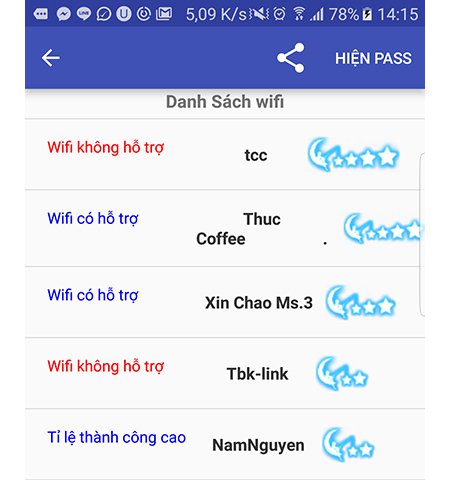 5,09 K/s 78% 14:15
HIỆN PASS
Danh Sách wifi
Wifi không hỗ trợ tcc
Wifi có hỗ trợ Thuc
Coffee .
Wifi có hỗ trợ Xin Chao Ms.3
Wifi không hỗ trợ Tbk-link
Tỉ lệ thành công cao NamNguyen